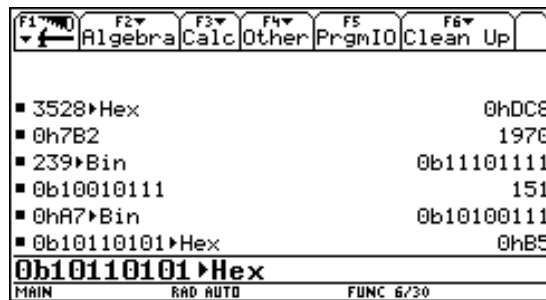 F1 F2 F3 F4 F5 F6
Algebra Calc Other PrgmIO Clean Up
3528▶Hex 0hDC8
0h7B2 1970
239▶Bin 0b11101111
0b10010111 151
0hA7▶Bin 0b10100111
0b10110101▶Hex 0hB5
0b10110101▶Hex
MAIN RAD AUTO FUNC 6/30